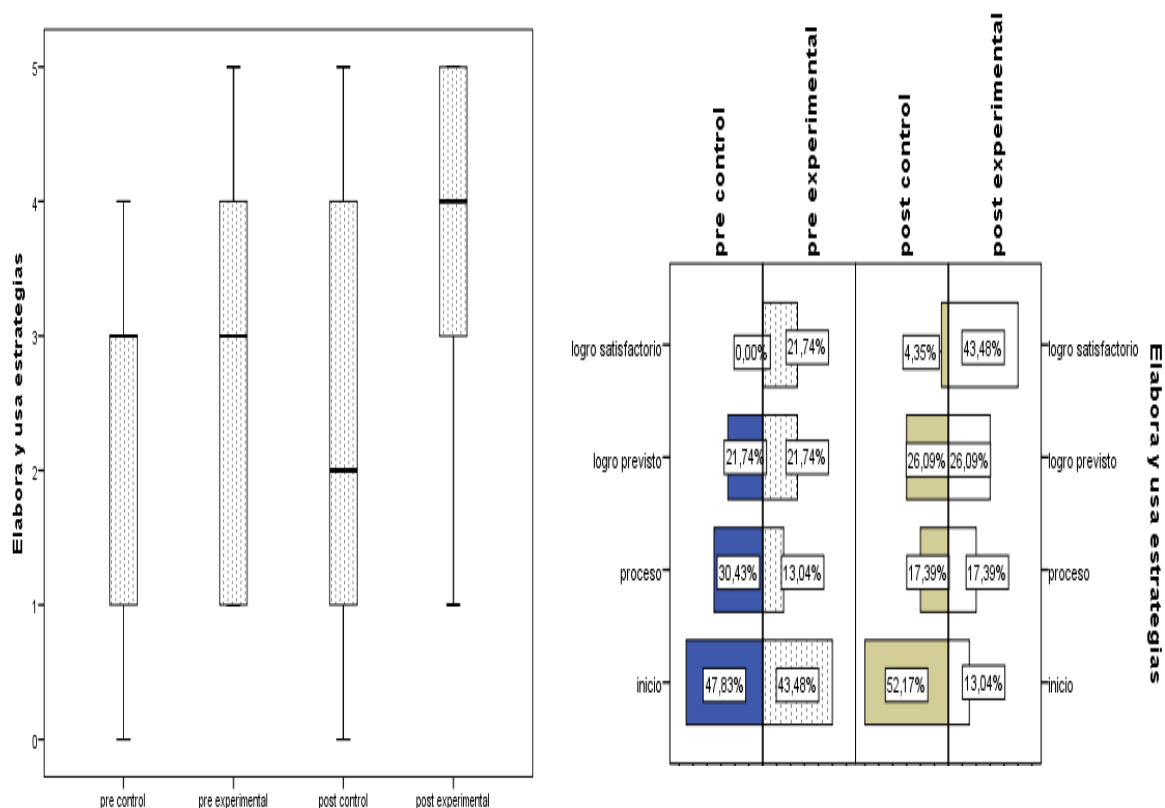 Elabora y usa estrategias
5
4
3
2
1
0
pre control
pre experimental
post control
post experimental
pre control
pre experimental
post control
post experimental
logro satisfactorio
0,00%
21,74%
4,35%
43,48%
logro satisfactorio
logro previsto
21,74%
21,74%
26,09%
26,09%
logro previsto
proceso
30,43%
13,04%
17,39%
17,39%
proceso
inicio
47,83%
43,48%
52,17%
13,04%
inicio
Elabora y usa estrategias